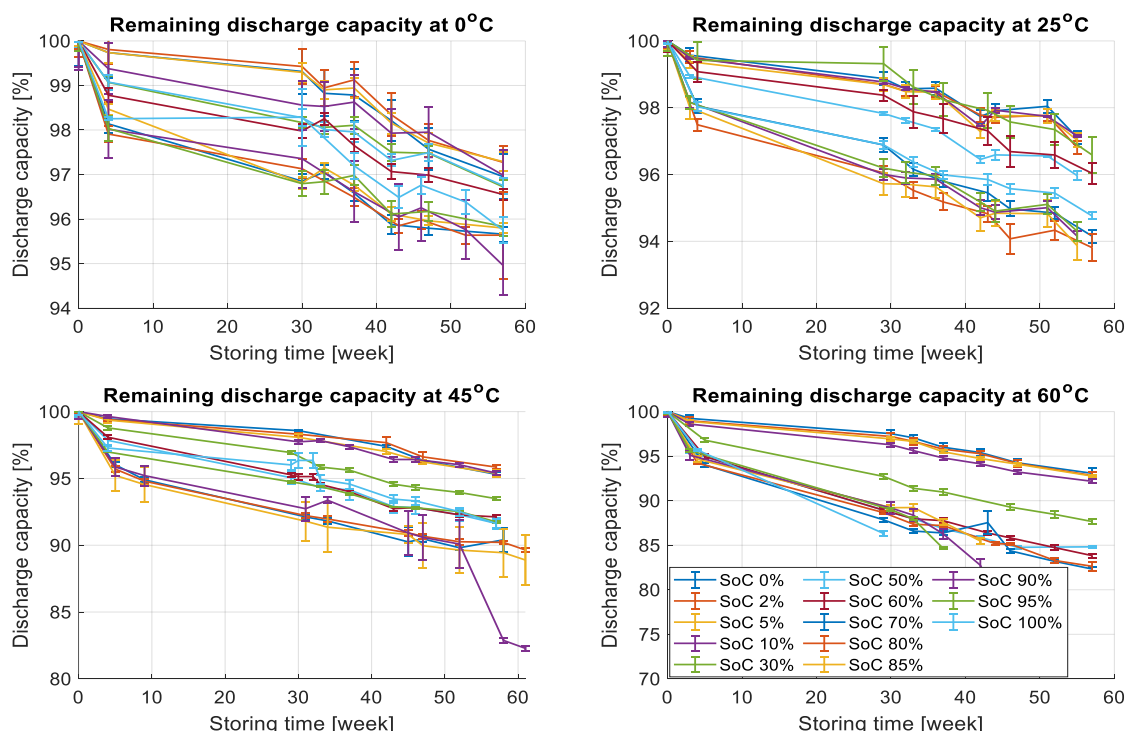 Remaining discharge capacity at 0°C
100
99
98
97
96
95
94
Discharge capacity [%]
0 10 20 30 40 50 60
Storing time [week]
Remaining discharge capacity at 25°C
100
98
96
94
92
Discharge capacity [%]
0 10 20 30 40 50 60
Storing time [week]
Remaining discharge capacity at 45°C
100
95
90
85
80
Discharge capacity [%]
0 10 20 30 40 50 60
Storing time [week]
Remaining discharge capacity at 60°C
100
95
90
85
80
75
70
Discharge capacity [%]
SoC 0% SoC 50% SoC 90%
SoC 2% SoC 60% SoC 95%
SoC 5% SoC 70% SoC 100%
SoC 10% SoC 80%
SoC 30% SoC 85%
0 10 20 30 40 50 60
Storing time [week]